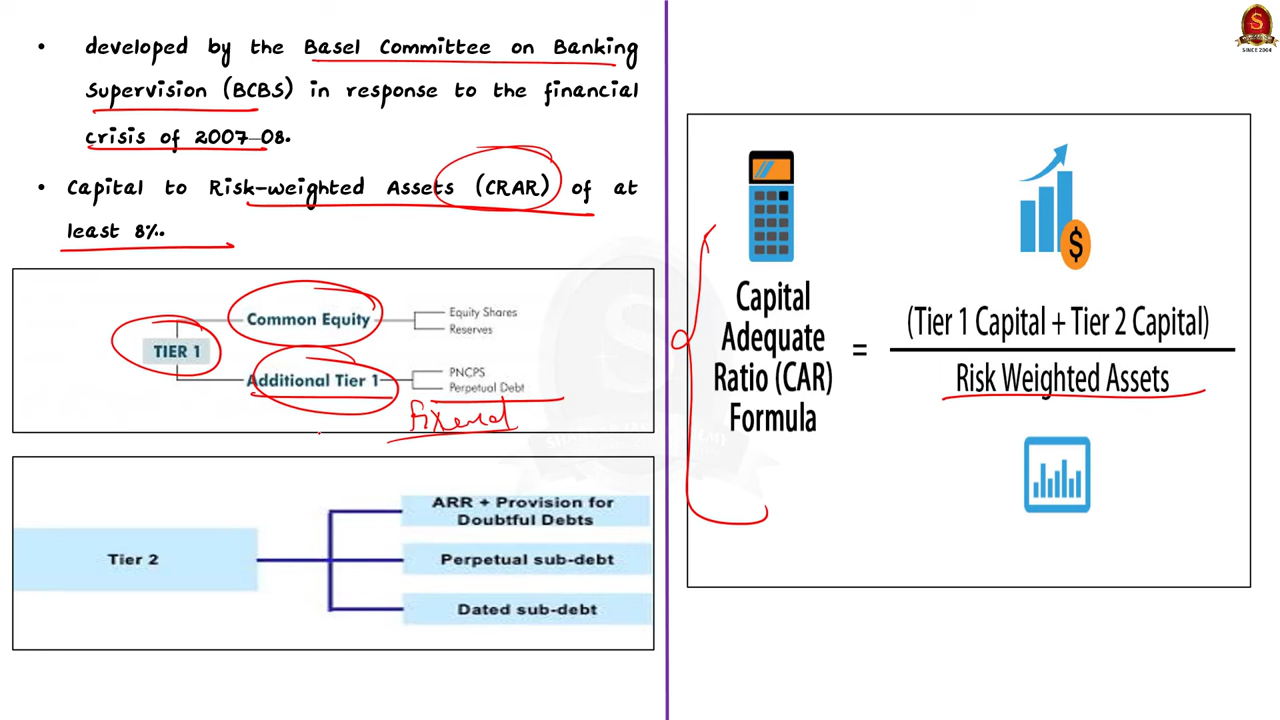 • developed by the Basel Committee on Banking
Supervision (BCBS) in response to the financial
crisis of 2007-08.
• Capital to Risk-weighted Assets (CRAR) of at
least 8%.
TIER 1
Common Equity
Equity Shares
Reserves
Additional Tier 1
PNCPS
Perpetual Debt
Tier 2
ARR + Provision for
Doubtful Debts
Perpetual sub-debt
Dated sub-debt
Capital
Adequate
Ratio (CAR)
Formula
=
(Tier 1 Capital + Tier 2 Capital)
Risk Weighted Assets
$
S
SINCE 2004